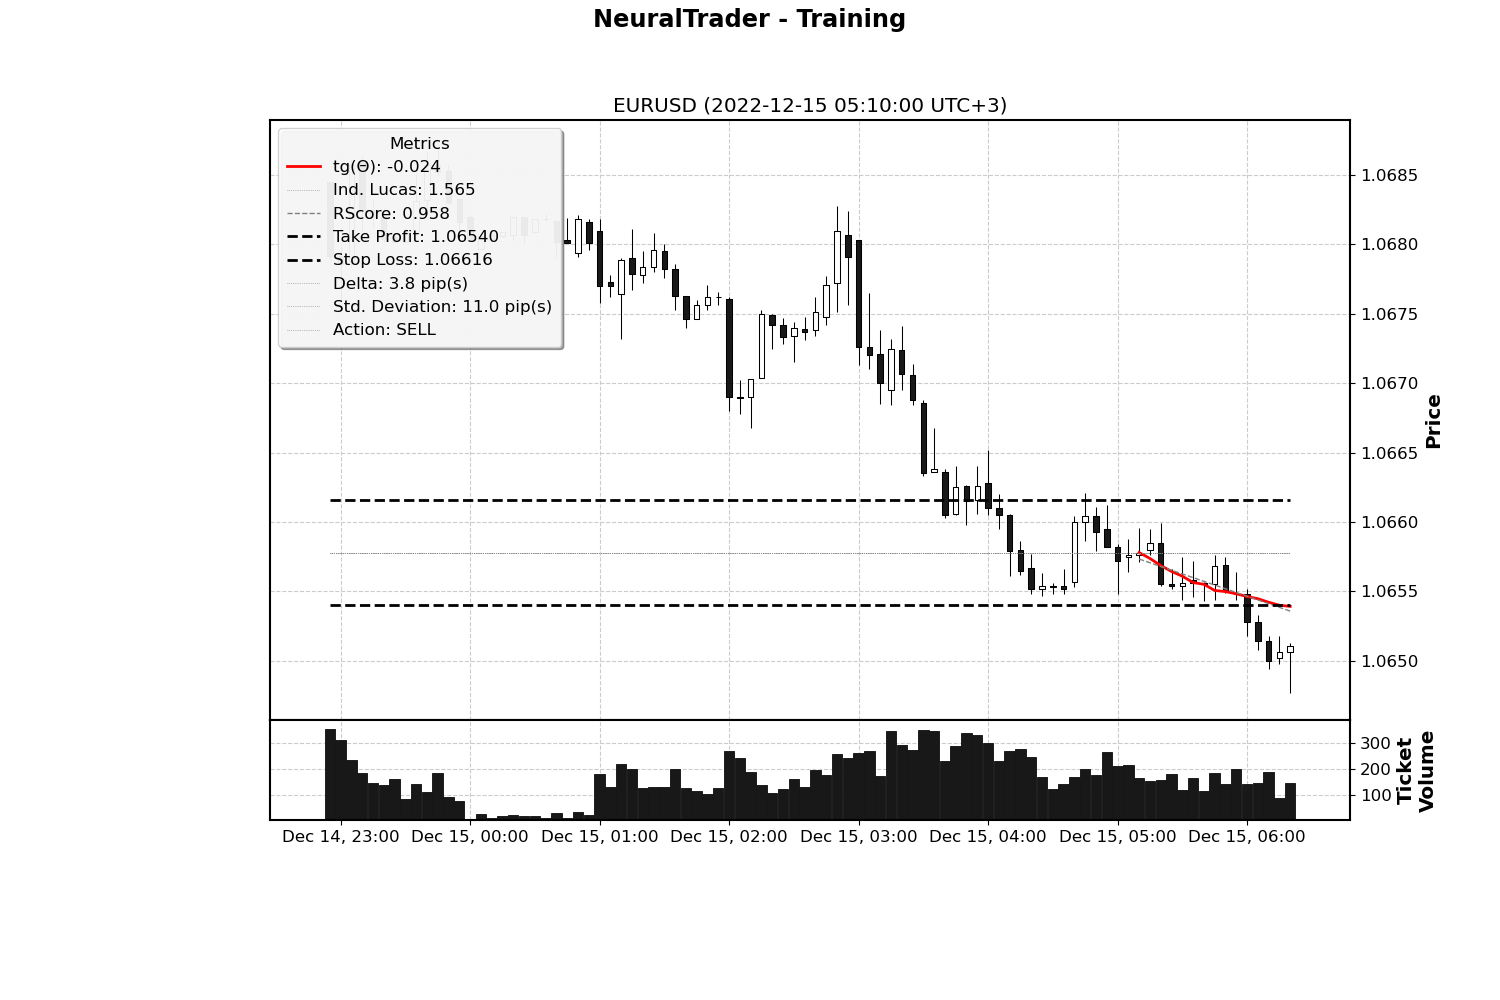 NeuralTrader - Training
EURUSD (2022-12-15 05:10:00 UTC+3)
Metrics
tg(Θ): -0.024
Ind. Lucas: 1.565
RScore: 0.958
Take Profit: 1.06540
Stop Loss: 1.06616
Delta: 3.8 pip(s)
Std. Deviation: 11.0 pip(s)
Action: SELL
1.0685
1.0680
1.0675
1.0670
1.0665
1.0660
1.0655
1.0650
Price
300
200
100
Ticket
Volume
Dec 14, 23:00 Dec 15, 00:00 Dec 15, 01:00 Dec 15, 02:00 Dec 15, 03:00 Dec 15, 04:00 Dec 15, 05:00 Dec 15, 06:00